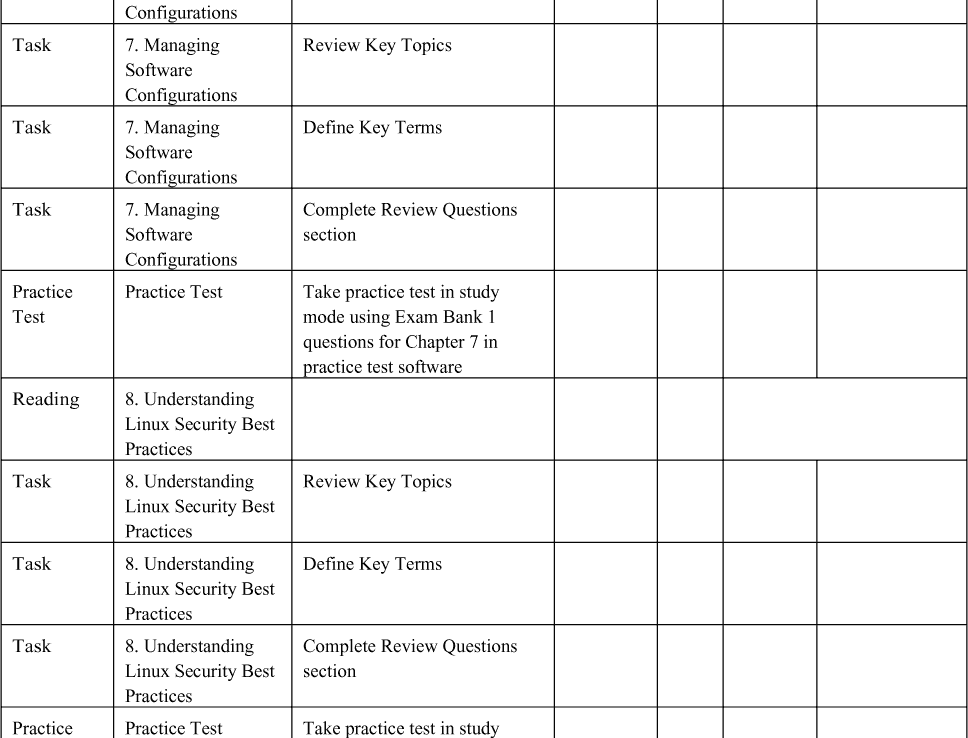 Configurations
Task 7. Managing Review Key Topics
Software
Configurations
Task 7. Managing Define Key Terms
Software
Configurations
Task 7. Managing Complete Review Questions
Software section
Configurations
Practice Practice Test Take practice test in study
Test mode using Exam Bank 1
questions for Chapter 7 in
practice test software
Reading 8. Understanding
Linux Security Best
Practices
Task 8. Understanding Review Key Topics
Linux Security Best
Practices
Task 8. Understanding Define Key Terms
Linux Security Best
Practices
Task 8. Understanding Complete Review Questions
Linux Security Best section
Practices
Practice Practice Test Take practice test in study